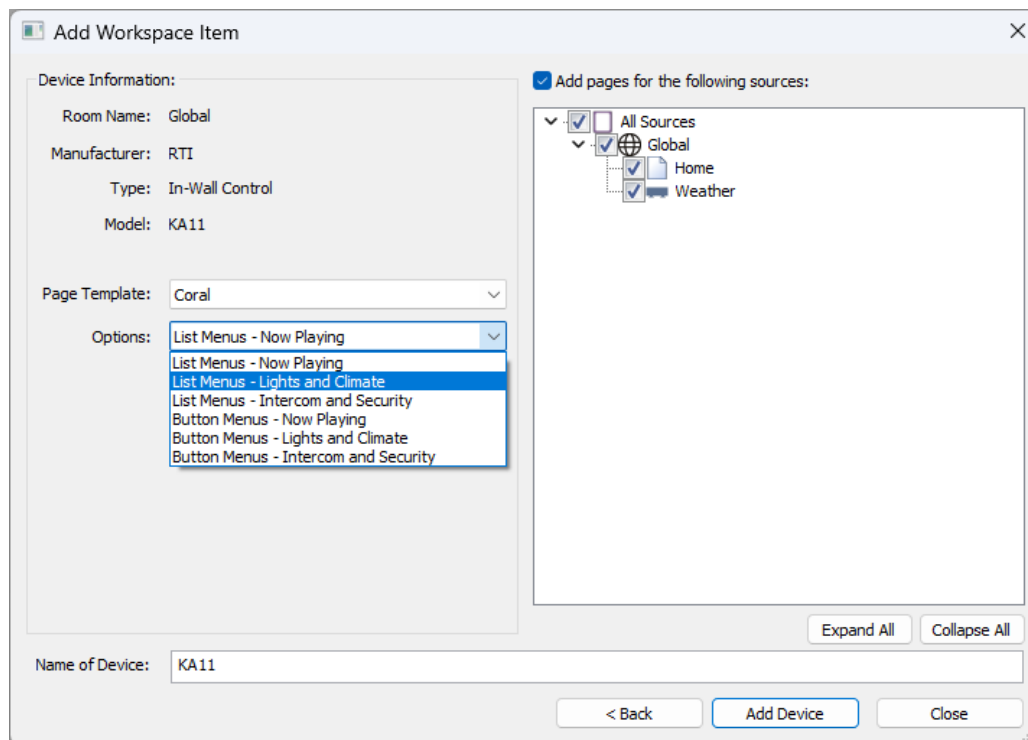 Add Workspace Item
Device Information:
Room Name: Global
Manufacturer: RTI
Type: In-Wall Control
Model: KA11
Page Template: Coral
Options: List Menus - Now Playing
List Menus - Now Playing
List Menus - Lights and Climate
List Menus - Intercom and Security
Button Menus - Now Playing
Button Menus - Lights and Climate
Button Menus - Intercom and Security
Add pages for the following sources:
All Sources
Global
Home
Weather
Expand All Collapse All
Name of Device: KA11
< Back Add Device Close